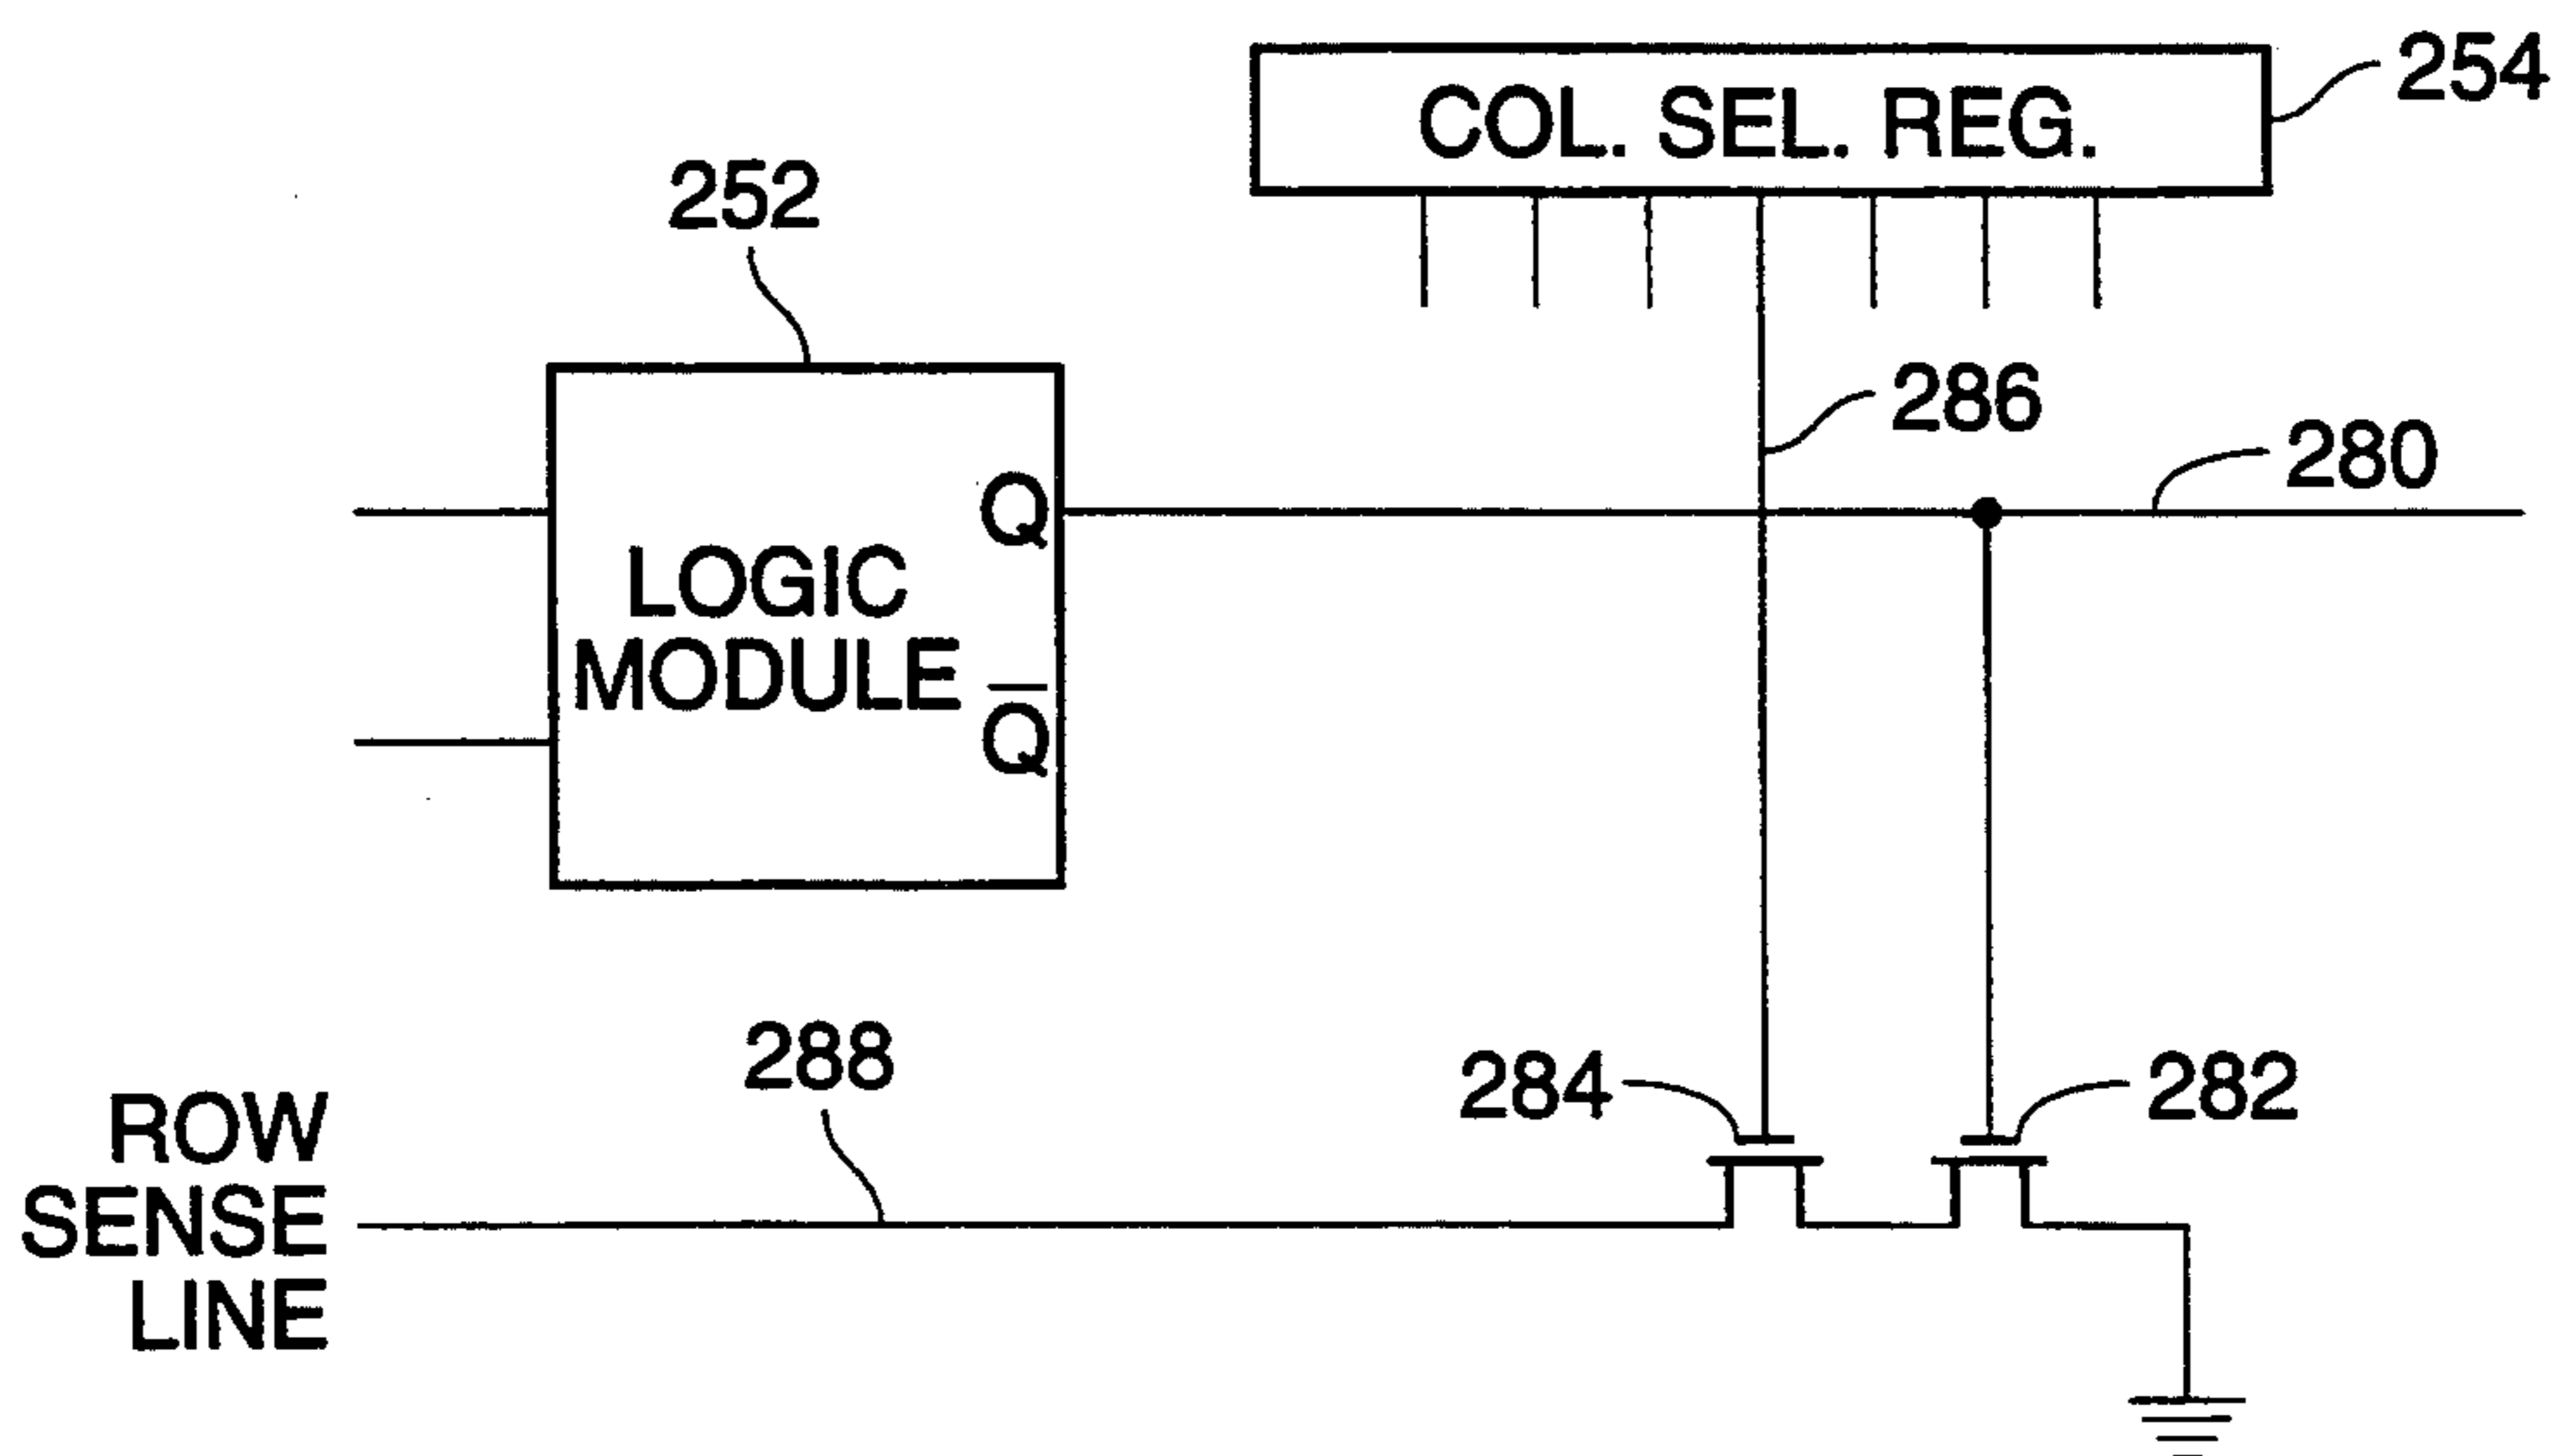 254
COL. SEL. REG.
252
286
280
Q
LOGIC
MODULE
Q̅
288
284
282
ROW
SENSE
LINE